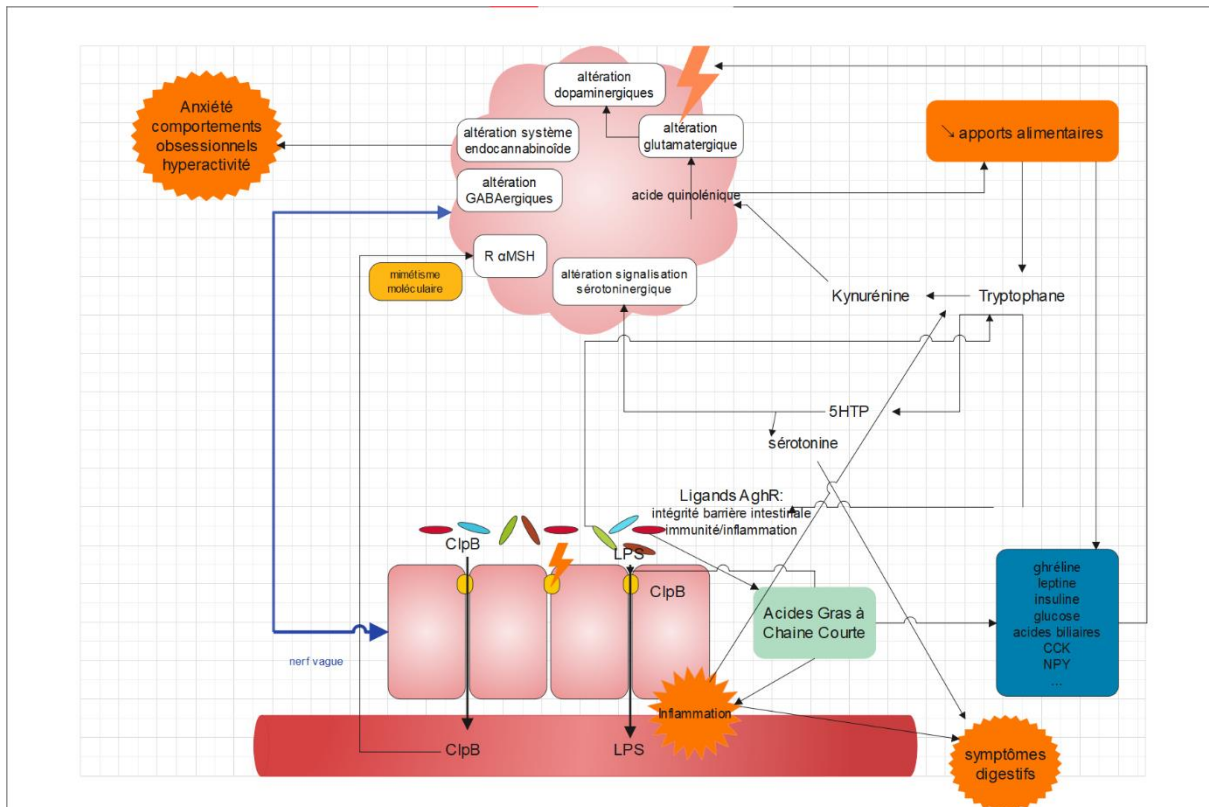 altération
dopaminergiques
Anxiété
comportements
obsessionnels
hyperactivité
altération système
endocannabinoîde
altération
glutamatergique
↘ apports alimentaires
altération
GABAergiques
acide quinolénique
R αMSH
mimétisme
moléculaire
altération signalisation
sérotoninergique
Kynurénine
Tryptophane
5HTP
sérotonine
Ligands AghR:
intégrité barrière intestinale
immunité/inflammation
ClpB
LPS
ClpB
Acides Gras à
Chaine Courte
ghréline
leptine
insuline
glucose
acides biliaires
CCK
NPY
...
nerf vague
Inflammation
ClpB
LPS
symptômes
digestifs